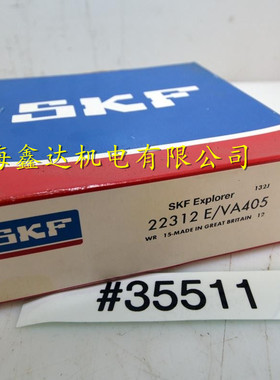 SKF
海鑫达机电有限公司
1321
SKF Explorer
22312 E/VA405
WR 15-MADE IN GREAT BRITAIN 17
SKF
#35511